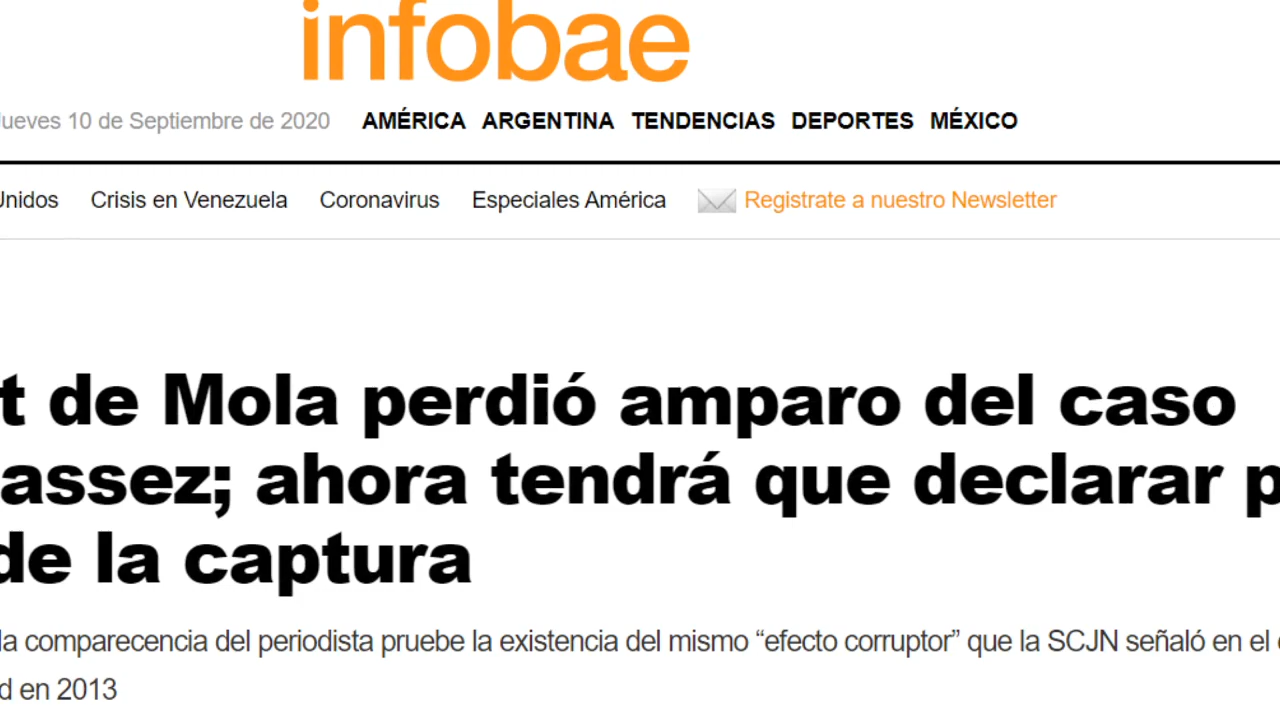 infobae
Jueves 10 de Septiembre de 2020 AMÉRICA ARGENTINA TENDENCIAS DEPORTES MÉXICO
Unidos Crisis en Venezuela Coronavirus Especiales América Registrate a nuestro Newsletter
t de Mola perdió amparo del caso
assez; ahora tendrá que declarar p
de la captura
la comparecencia del periodista pruebe la existencia del mismo “efecto corruptor” que la SCJN señaló en el
d en 2013